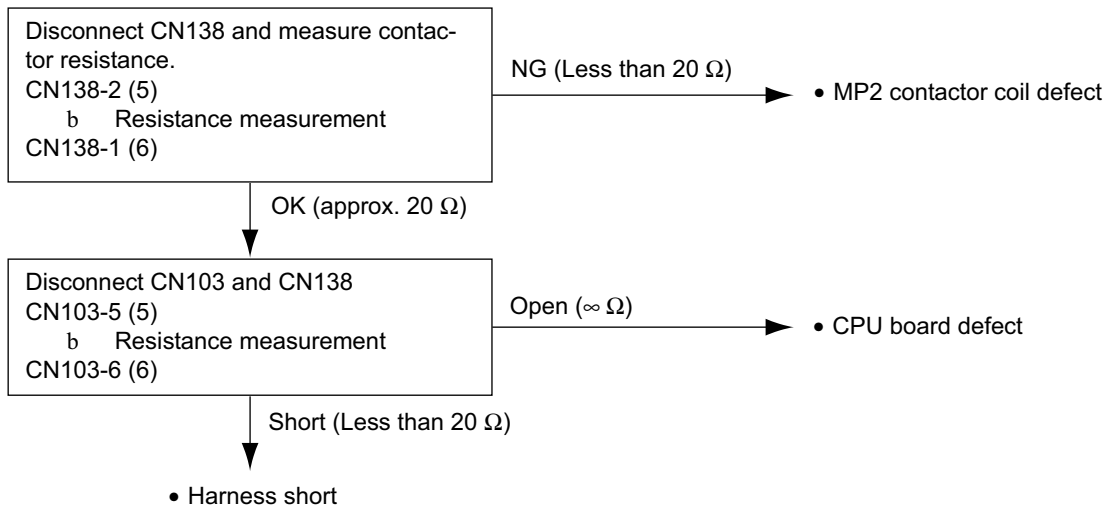 Disconnect CN138 and measure contac-
tor resistance.
CN138-2 (5)
b Resistance measurement
CN138-1 (6)
NG (Less than 20 Ω)
• MP2 contactor coil defect
OK (approx. 20 Ω)
Disconnect CN103 and CN138
CN103-5 (5)
b Resistance measurement
CN103-6 (6)
Open (∞ Ω)
• CPU board defect
Short (Less than 20 Ω)
• Harness short